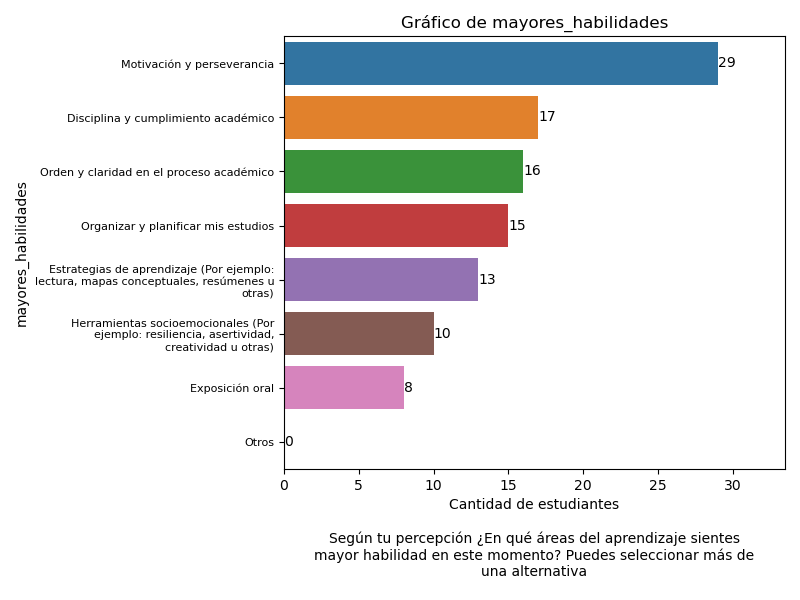 Gráfico de mayores_habilidades
mayores_habilidades
Motivación y perseverancia
29
Disciplina y cumplimiento académico
17
Orden y claridad en el proceso académico
16
Organizar y planificar mis estudios
15
Estrategias de aprendizaje (Por ejemplo:
lectura, mapas conceptuales, resúmenes u
otras)
13
Herramientas socioemocionales (Por
ejemplo: resiliencia, asertividad,
creatividad u otras)
10
Exposición oral
8
Otros
0
0 5 10 15 20 25 30
Cantidad de estudiantes
Según tu percepción ¿En qué áreas del aprendizaje sientes
mayor habilidad en este momento? Puedes seleccionar más de
una alternativa